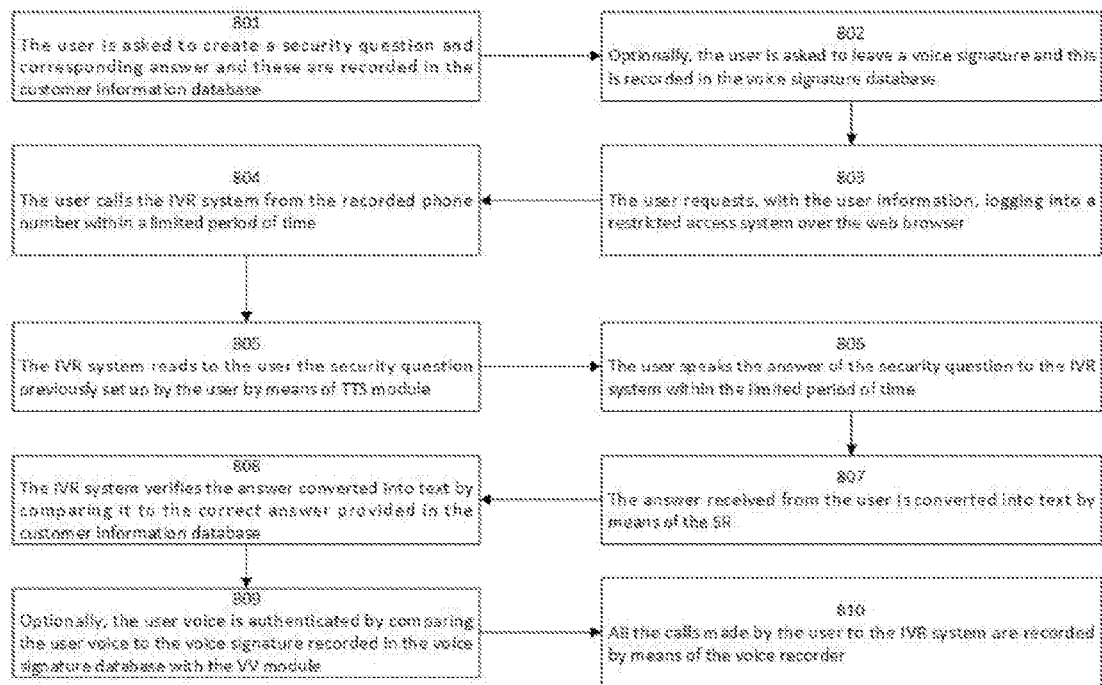 801
The user is asked to create a security question and
corresponding answer and these are recorded in the
customer information database
802
Optionally, the user is asked to leave a voice signature and this
is recorded in the voice signature database
804
The user calls the IVR system from the recorded phone
number within a limited period of time
803
The user requests, with the user information, logging into a
restricted access system over the web browser
805
The IVR system reads to the user the security question
previously set up by the user by means of TTS module
806
The user speaks the answer of the security question to the IVR
system within the limited period of time
808
The IVR system verifies the answer converted into text by
comparing it to the correct answer provided in the
customer information database
807
The answer received from the user is converted into text by
means of the SR
809
Optionally, the user voice is authenticated by comparing
the user voice to the voice signature recorded in the voice
signature database with the VV module
810
All the calls made by the user to the IVR system are recorded
by means of the voice recorder